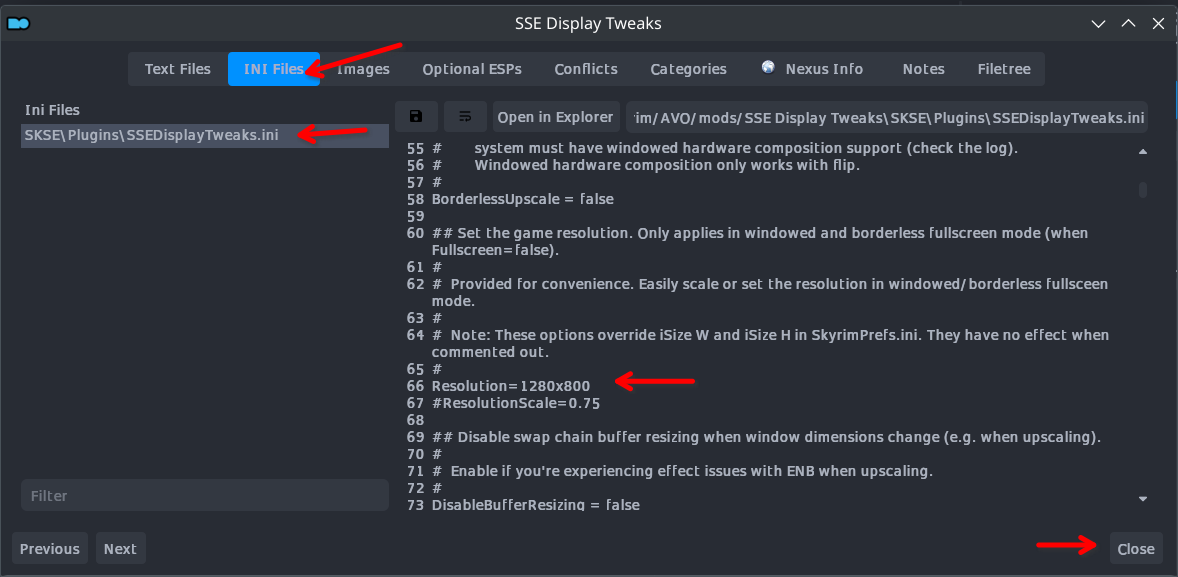 SSE Display Tweaks
Text Files
INI Files
Images
Optional ESPs
Conflicts
Categories
Nexus Info
Notes
Filetree
Ini Files
SKSE\Plugins\SSEDisplayTweaks.ini
Open in Explorer
rim/AVO/mods/SSE Display Tweaks\SKSE\Plugins\SSEDisplayTweaks.ini
55 # system must have windowed hardware composition support (check the log).
56 # Windowed hardware composition only works with flip.
57 #
58 BorderlessUpscale = false
59
60 ## Set the game resolution. Only applies in windowed and borderless fullscreen mode (when
Fullscreen=false).
61 #
62 # Provided for convenience. Easily scale or set the resolution in windowed/borderless fullsceen
mode.
63 #
64 # Note: These options override iSize W and iSize H in SkyrimPrefs.ini. They have no effect when
commented out.
65 #
66 Resolution=1280x800
67 #ResolutionScale=0.75
68
69 ## Disable swap chain buffer resizing when window dimensions change (e.g. when upscaling).
70 #
71 # Enable if you're experiencing effect issues with ENB when upscaling.
72 #
73 DisableBufferResizing = false
Filter
Previous
Next
Close